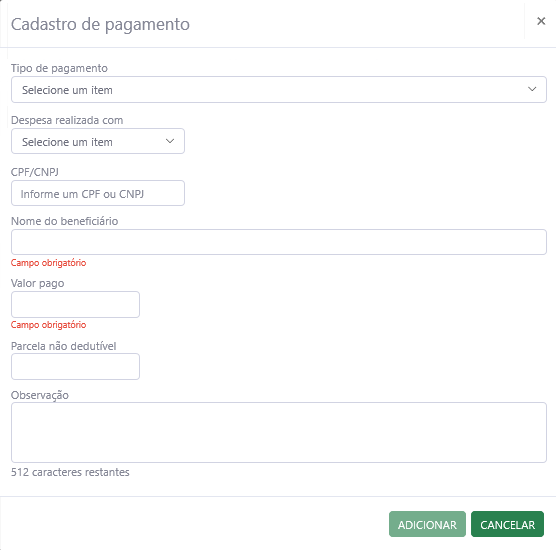 Cadastro de pagamento
×
Tipo de pagamento
Selecione um item
Despesa realizada com
Selecione um item
CPF/CNPJ
Informe um CPF ou CNPJ
Nome do beneficiário
Campo obrigatório
Valor pago
Campo obrigatório
Parcela não dedutível
Observação
512 caracteres restantes
ADICIONAR CANCELAR